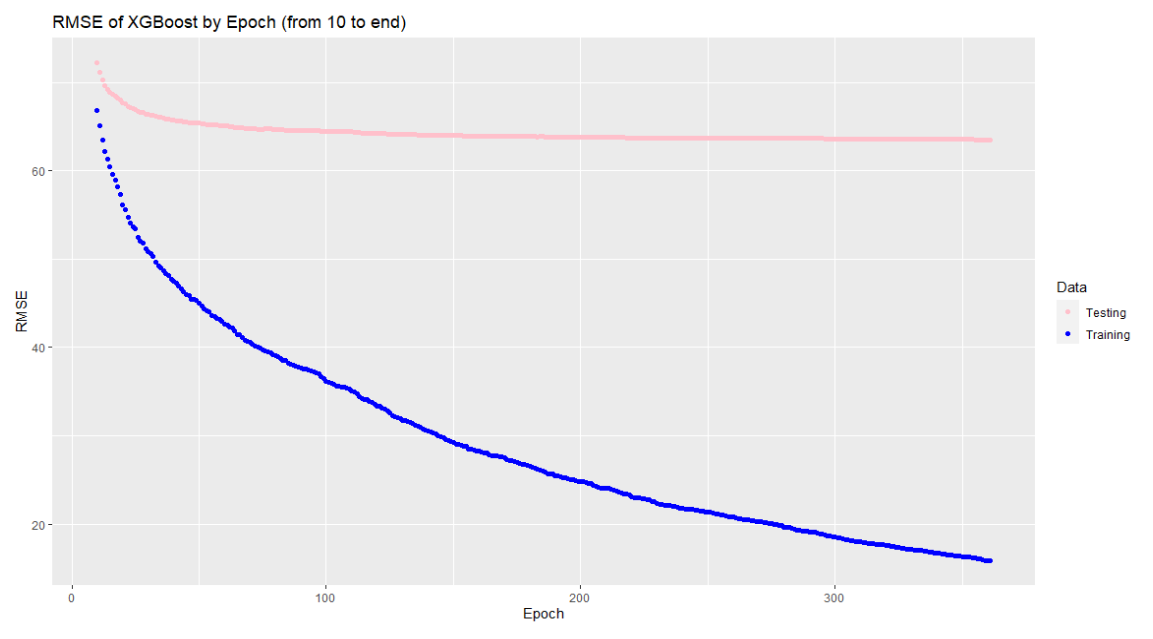 RMSE of XGBoost by Epoch (from 10 to end)
RMSE
60
40
20
0
100
200
300
Epoch
Data
Testing
Training